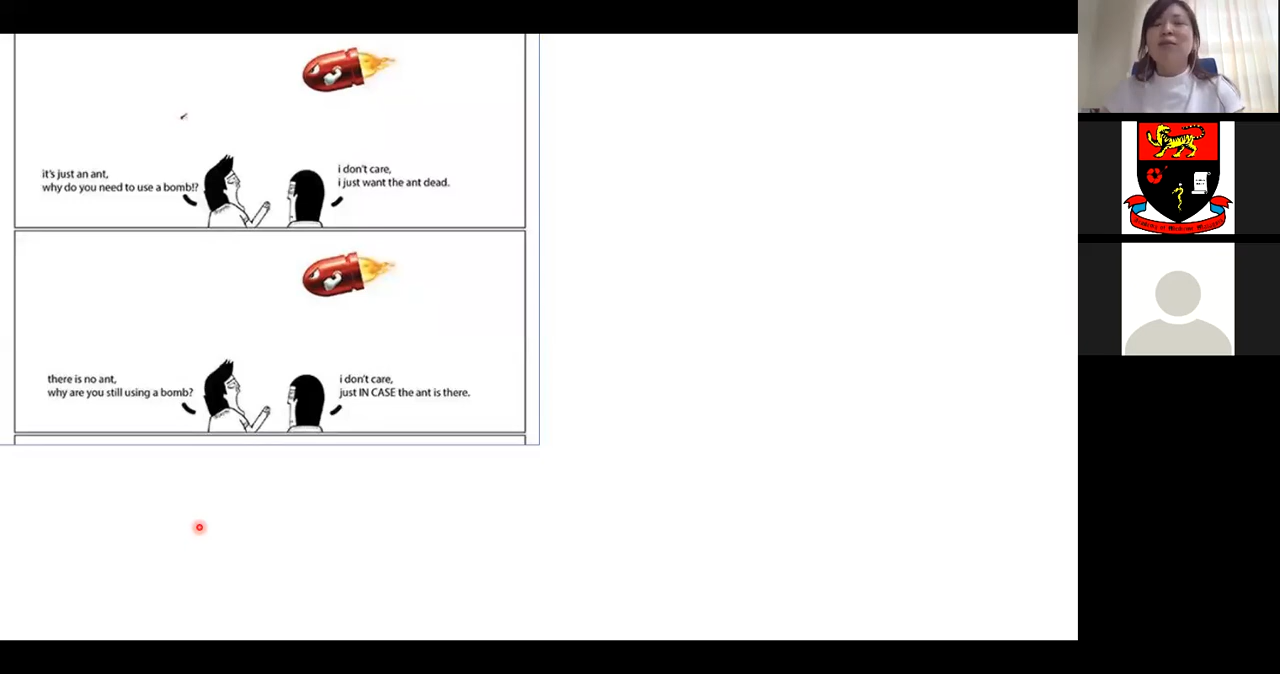 it's just an ant,
why do you need to use a bomb!?
i don't care,
i just want the ant dead.
there is no ant,
why are you still using a bomb?
i don't care,
just IN CASE the ant is there.